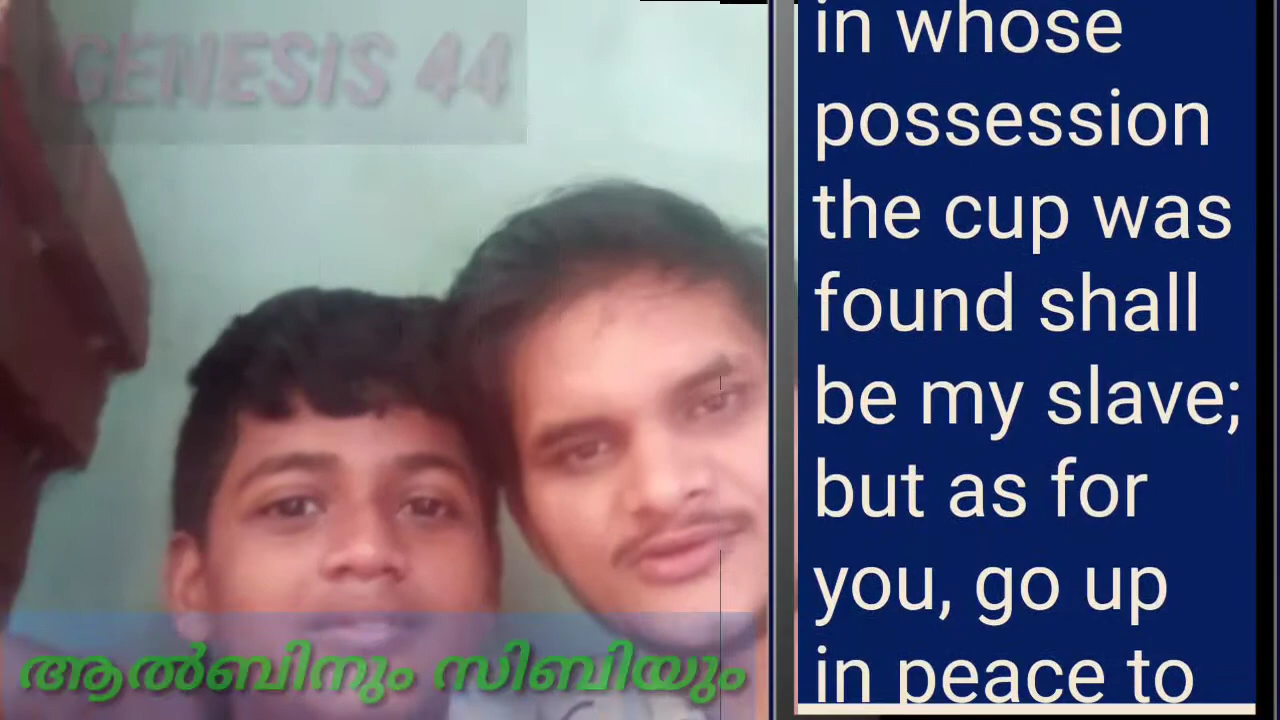 GENESIS 44
ആൽബിനും സിബിയും
in whose
possession
the cup was
found shall
be my slave;
but as for
you, go up
in peace to